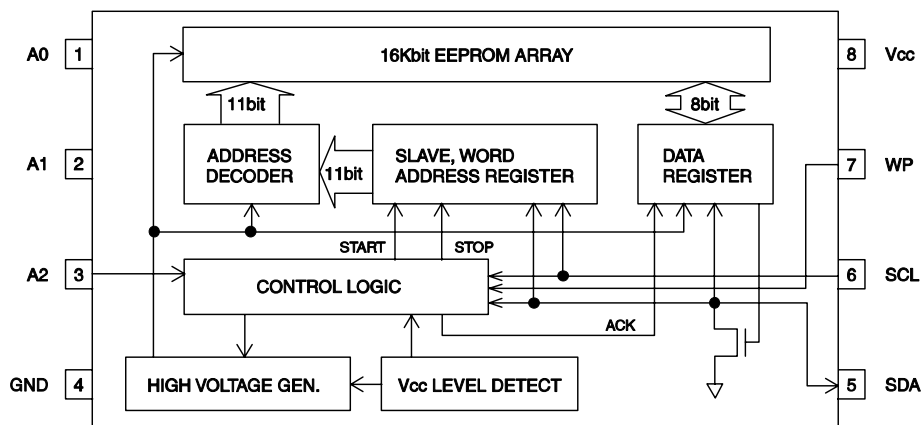 A0 1
16Kbit EEPROM ARRAY
8 Vcc
11bit
8bit
A1 2
ADDRESS
DECODER
11bit
SLAVE, WORD
ADDRESS REGISTER
DATA
REGISTER
7 WP
START
STOP
A2 3
CONTROL LOGIC
6 SCL
ACK
GND 4
HIGH VOLTAGE GEN.
Vcc LEVEL DETECT
5 SDA